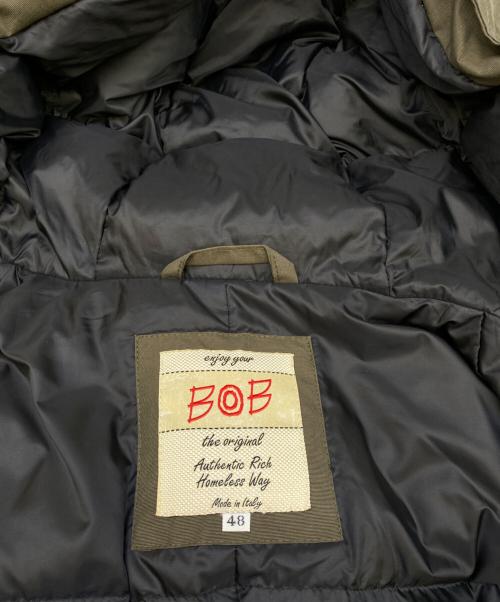 enjoy your
BOB
the original
Authentic Rich
Homeless Way
Made in Italy
48